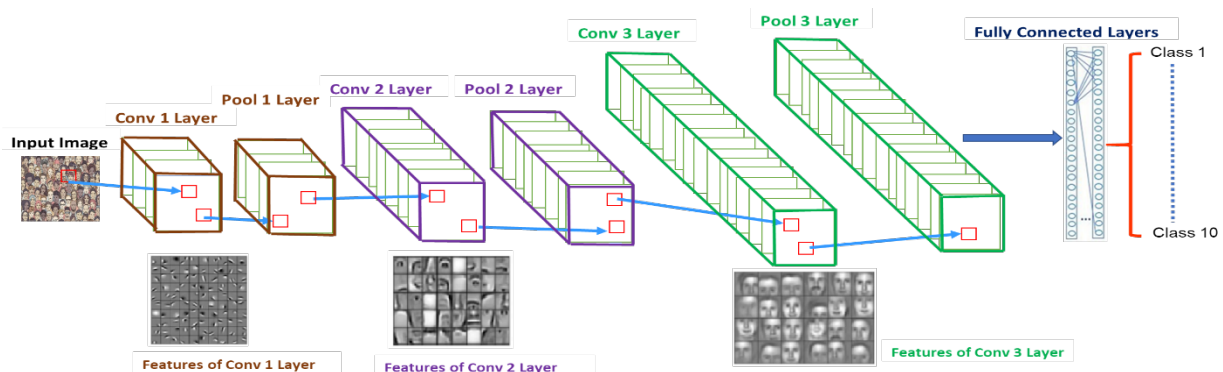 Input Image
Conv 1 Layer
Pool 1 Layer
Conv 2 Layer
Pool 2 Layer
Conv 3 Layer
Pool 3 Layer
Fully Connected Layers
Class 1
...
Class 10
Features of Conv 1 Layer
Features of Conv 2 Layer
Features of Conv 3 Layer